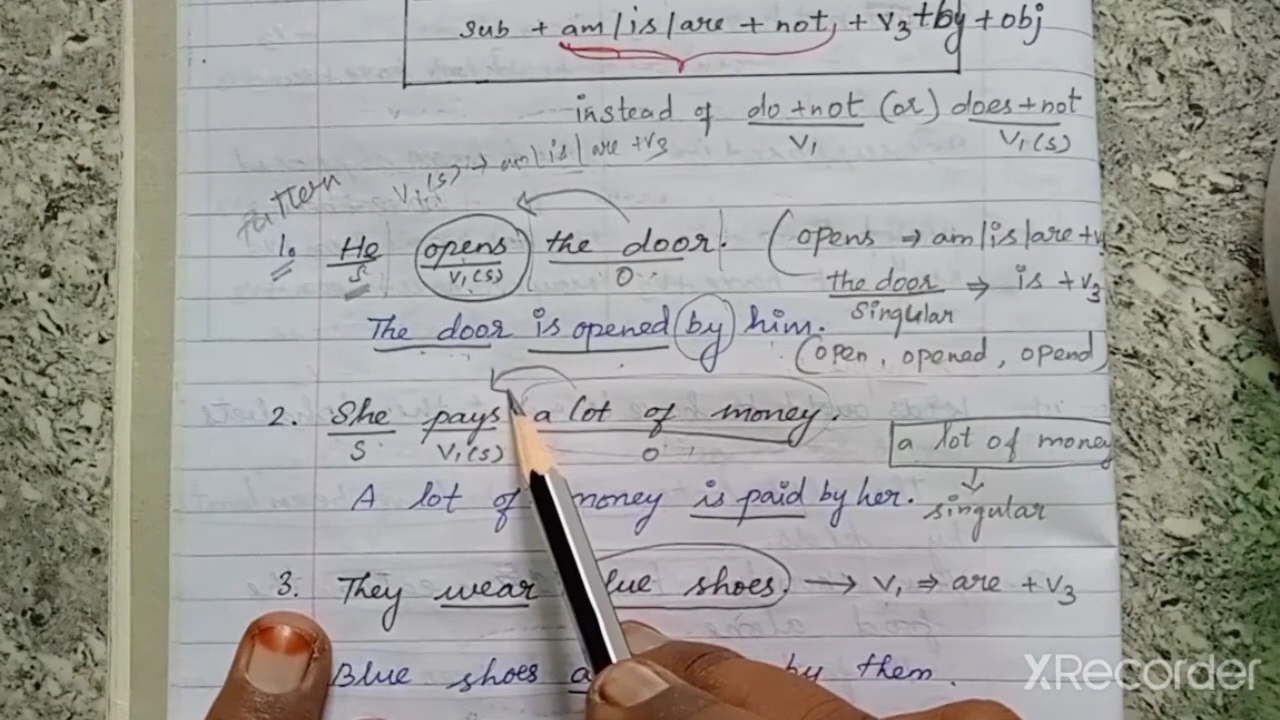 sub + am/is/are + not, + V3 + by + obj
instead of do+not (or) does+not
V1 V1(s)
V1(s) → am/is/are +V3
Pattern
1. He opens the door. (opens ⇒ am/is/are +V
S V1(s) O
the door ⇒ is +V3
singular
The door is opened by him.
(open, opened, opend)
2. She pays a lot of money.
S V1(s) O
a lot of money
singular
A lot of money is paid by her.
3. They wear blue shoes. → V1 ⇒ are +V3
Blue shoes by them.
XRecorder